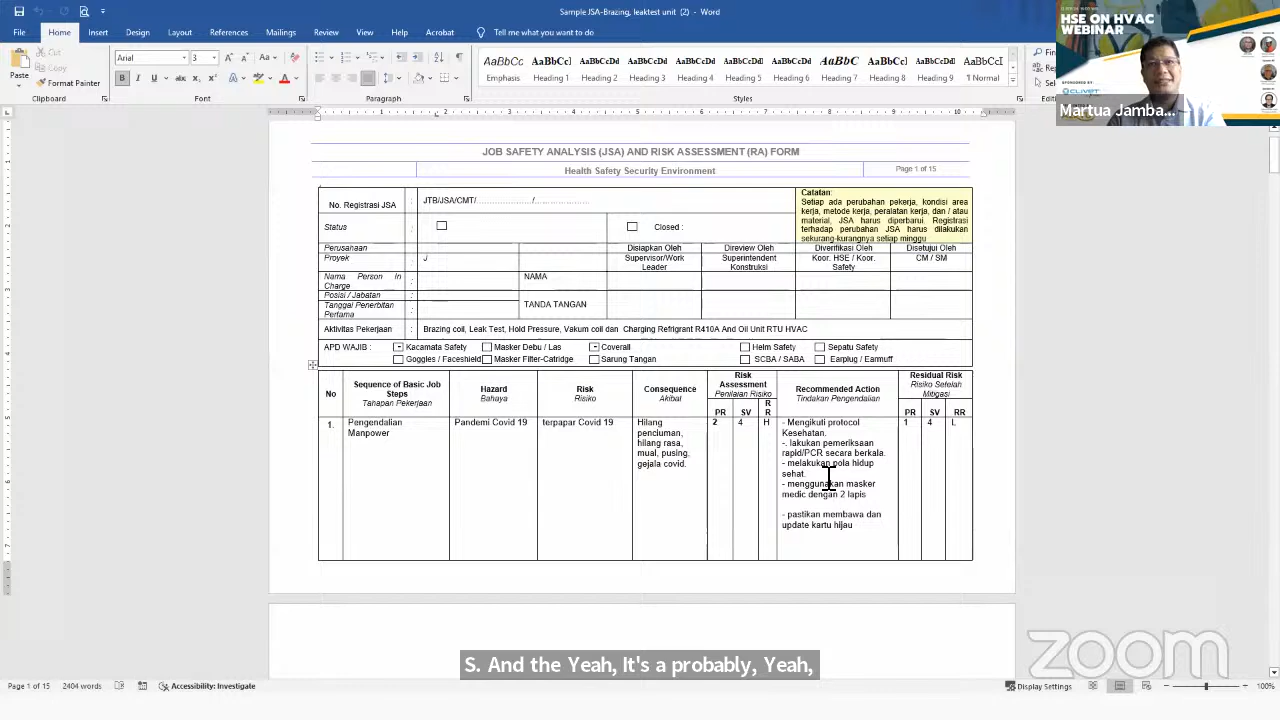 Sample JSA-Brazing, leaktest unit (2) - Word
File Home Insert Draw Design Layout References Mailings Review View Help Acrobat Tell me what you want to do
Paste
Cut
Copy
Format Painter
Arial 3
Clipboard Font Paragraph Styles
Emphasis Heading 1 Heading 2 Heading 3 Heading 4 Heading 5 Heading 6 Heading 7 Heading 8 Heading 9 ¶ Normal
HSE ON HVAC
WEBINAR
SPONSORED BY:
CLIVET
Martua Jamba...
JOB SAFETY ANALYSIS (JSA) AND RISK ASSESSMENT (RA) FORM
Health Safety Security Environment Page 1 of 15
No. Registrasi JSA : JTB/JSA/CMT/......................./.......................
Catatan:
Setiap ada perubahan pekerja, kondisi area
kerja, metode kerja, peralatan kerja, dan / atau
material, JSA harus diperbarui. Registrasi
terhadap perubahan JSA harus dilakukan
sekurang-kurangnya setiap minggu
Status : Closed :
Perusahaan : Disiapkan Oleh Direview Oleh Diverifikasi Oleh Disetujui Oleh
Proyek : J Supervisor/Work Leader Superintendent Konstruksi Koor. HSE / Koor. Safety CM / SM
Nama Person In Charge : NAMA
Posisi / Jabatan :
Tanggal Penerbitan Pertama : TANDA TANGAN
Aktivitas Pekerjaan : Brazing coil, Leak Test, Hold Pressure, Vakum coil dan Charging Refrigrant R410A And Oil Unit RTU HVAC
APD WAJIB : Kacamata Safety Masker Debu / Las Coverall Helm Safety Sepatu Safety
Goggles / Faceshield Masker Filter-Catridge Sarung Tangan SCBA / SABA Earplug / Earmuff
No
Sequence of Basic Job Steps
Tahapan Pekerjaan
Hazard
Bahaya
Risk
Risiko
Consequence
Akibat
Risk Assessment
Penilaian Risiko
PR SV RR
Recommended Action
Tindakan Pengendalian
Residual Risk
Risiko Setelah Mitigasi
PR SV RR
1.
Pengendalian
Manpower
Pandemi Covid 19
terpapar Covid 19
Hilang
penciuman,
hilang rasa,
mual, pusing,
gejala covid.
2 4 H
- Mengikuti protocol
Kesehatan.
-. lakukan pemeriksaan
rapid/PCR secara berkala.
- melakukan pola hidup
sehat.
- menggunakan masker
medic dengan 2 lapis
- pastikan membawa dan
update kartu hijau
1 4 L
S. And the Yeah, It's a probably, Yeah,
zoom
Page 1 of 15 2404 words Accessibility: Investigate Display Settings 100%